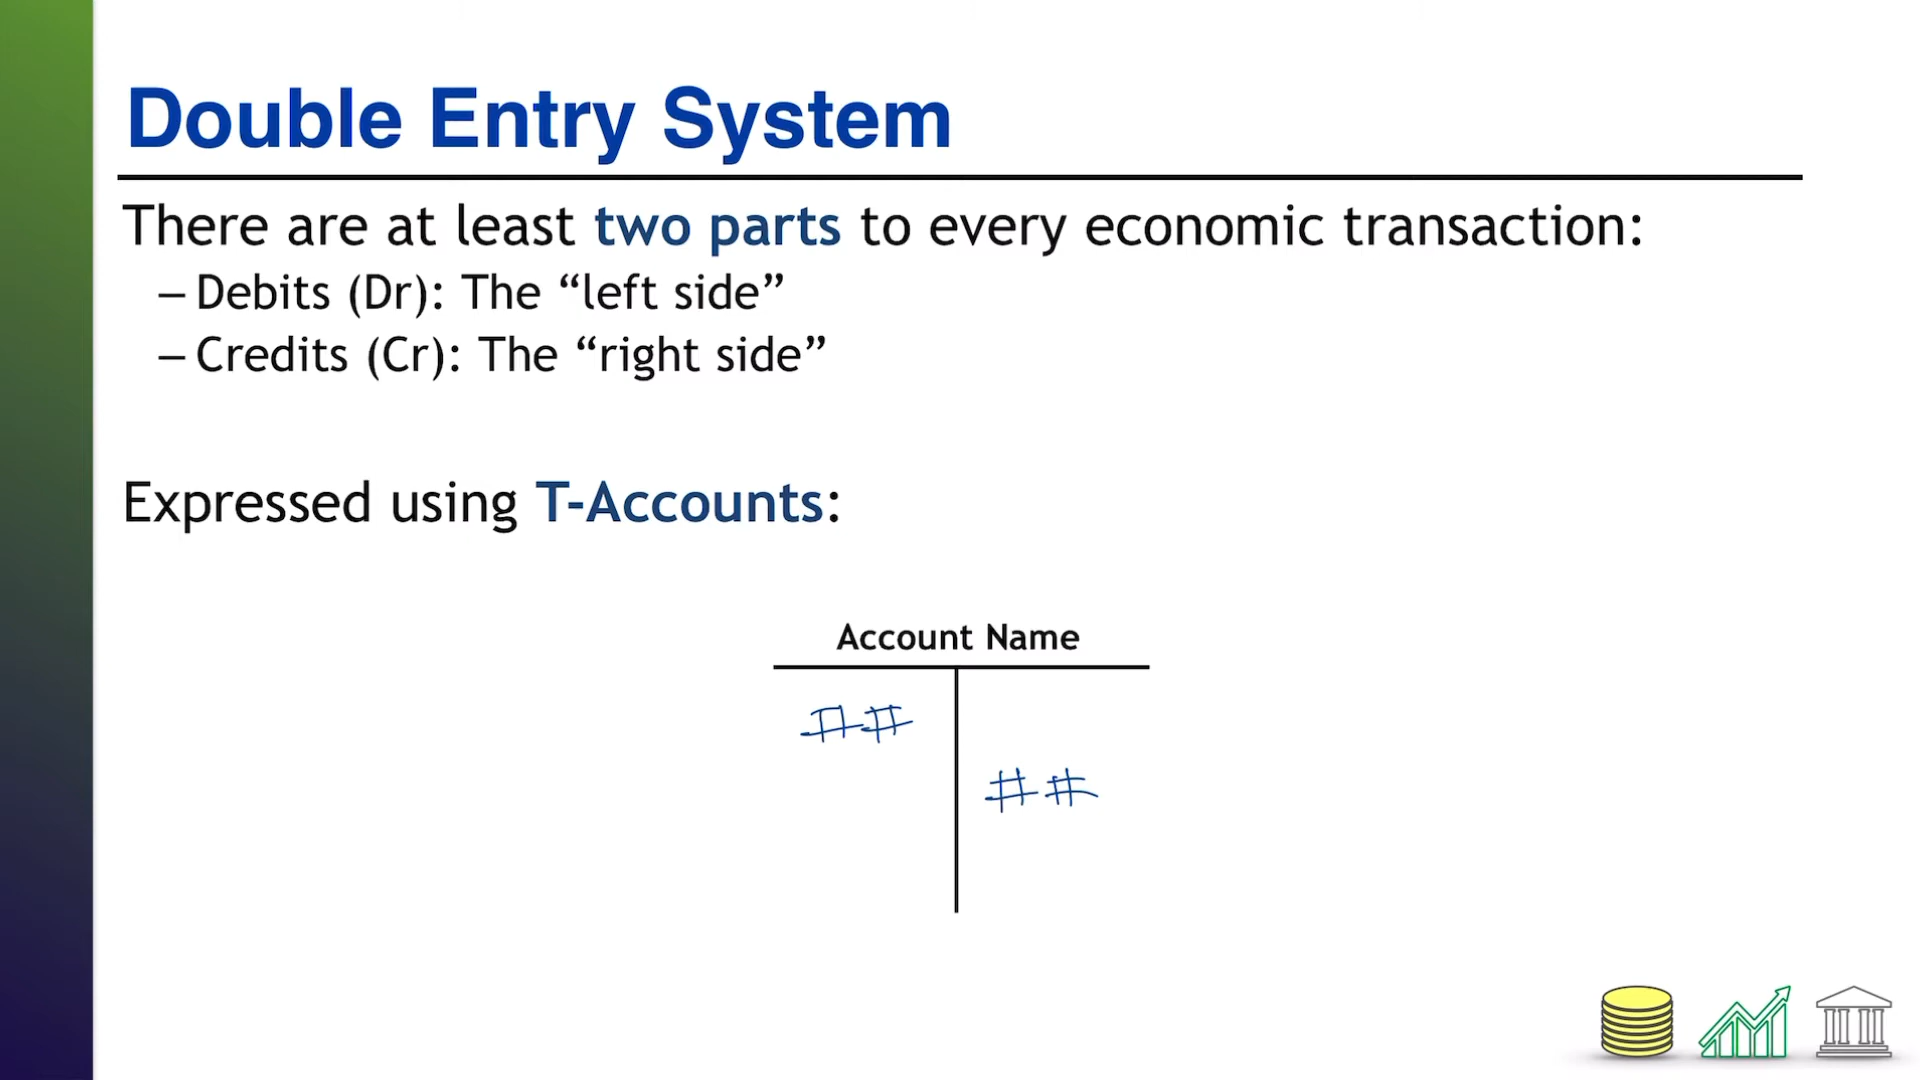 Double Entry System
There are at least two parts to every economic transaction:
– Debits (Dr): The “left side”
– Credits (Cr): The “right side”
Expressed using T-Accounts:
Account Name
##
##